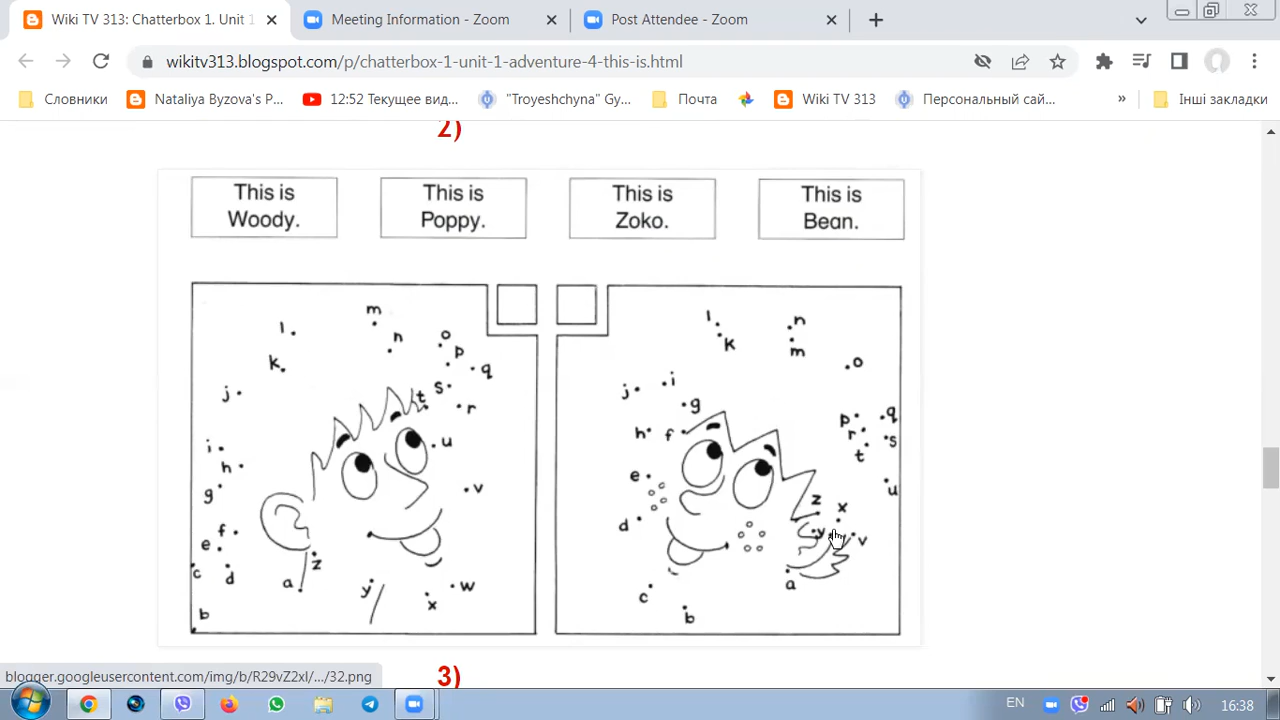 Wiki TV 313: Chatterbox 1. Unit 1
Meeting Information - Zoom
Post Attendee - Zoom
wikitv313.blogspot.com/p/chatterbox-1-unit-1-adventure-4-this-is.html
Словники
Nataliya Byzova's P...
12:52 Текущее вид...
"Troyeshchyna" Gy...
Почта
Wiki TV 313
Персональный сай...
»
Інші закладки
2)
This is
Woody.
This is
Poppy.
This is
Zoko.
This is
Bean.
m
l
n
o
p
k
q
s
j
t
r
u
i
h
v
g
f
e
z
c
d
a
y
w
x
b
l
n
k
m
o
j
i
g
p
q
h
f
r
s
t
e
u
z
x
d
y
v
a
c
b
blogger.googleusercontent.com/img/b/R29vZ2xl/.../32.png
3)
EN
16:38